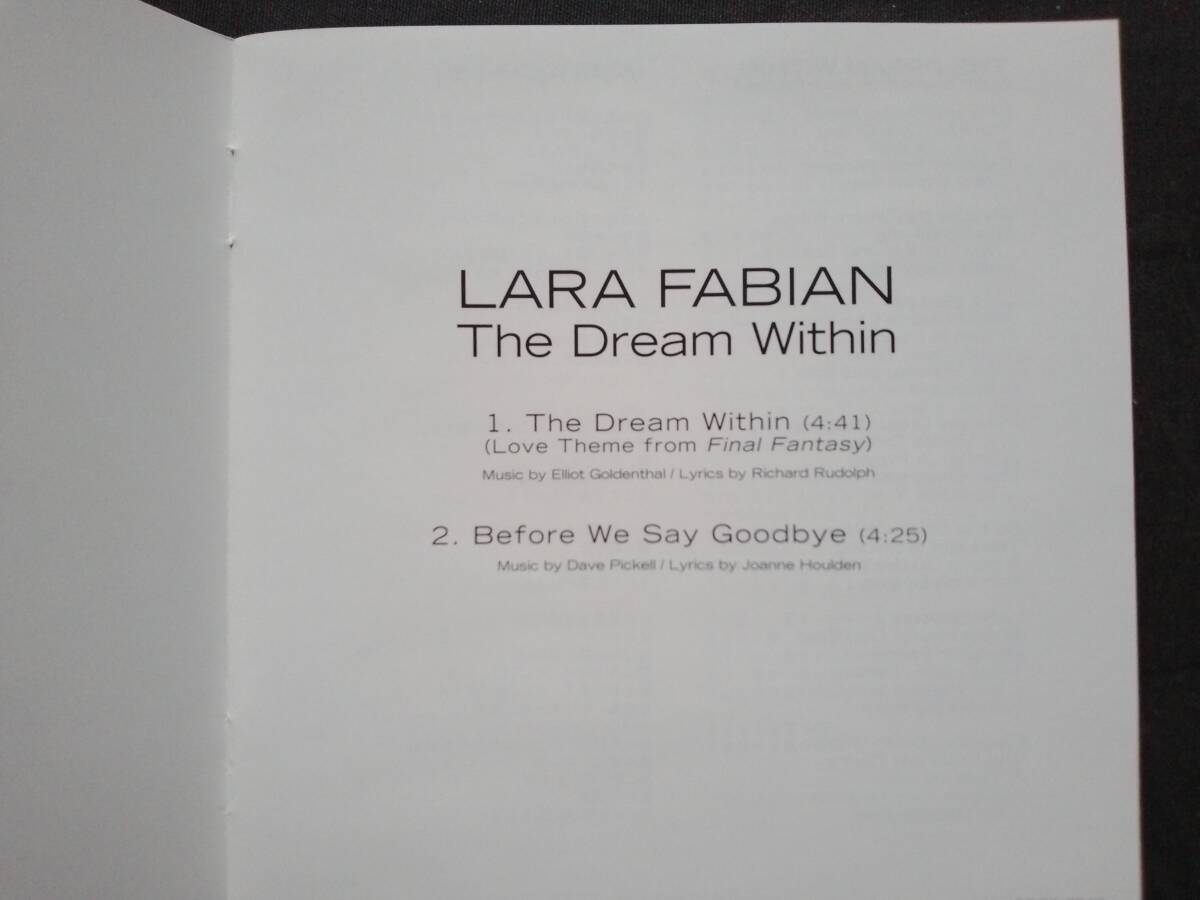 LARA FABIAN
The Dream Within
1. The Dream Within (4:41)
(Love Theme from Final Fantasy)
Music by Elliot Goldenthal / Lyrics by Richard Rudolph
2. Before We Say Goodbye (4:25)
Music by Dave Pickell / Lyrics by Joanne Houlden